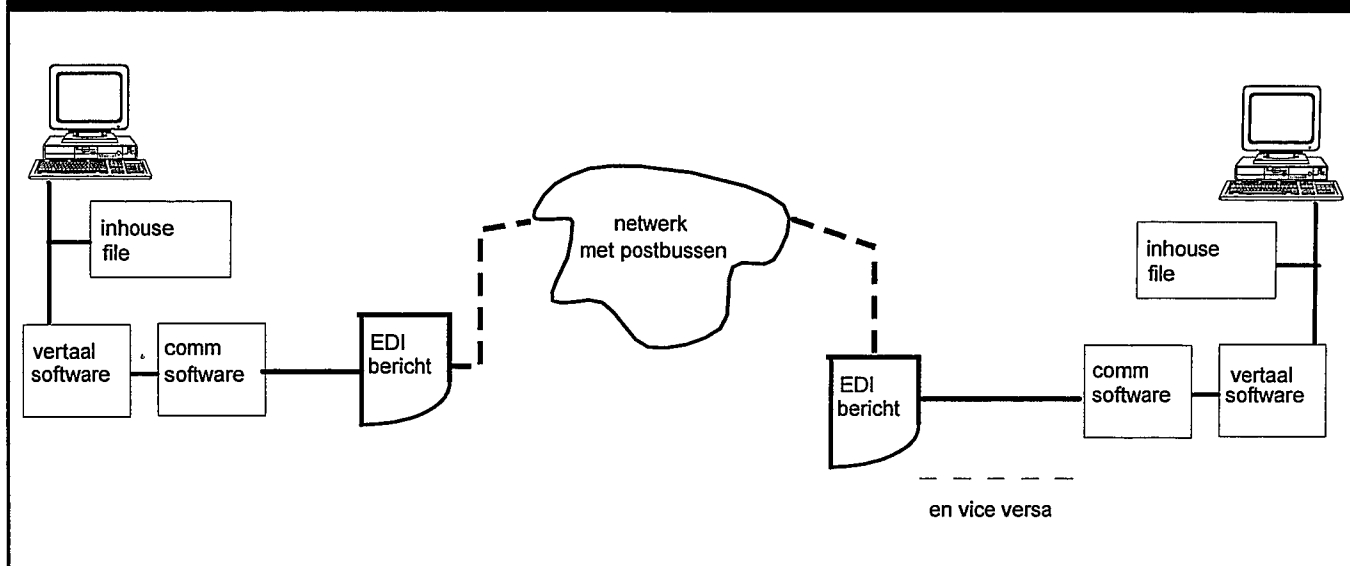 inhouse
file
vertaal
software
comm
software
EDI
bericht
netwerk
met postbussen
EDI
bericht
comm
software
vertaal
software
inhouse
file
en vice versa